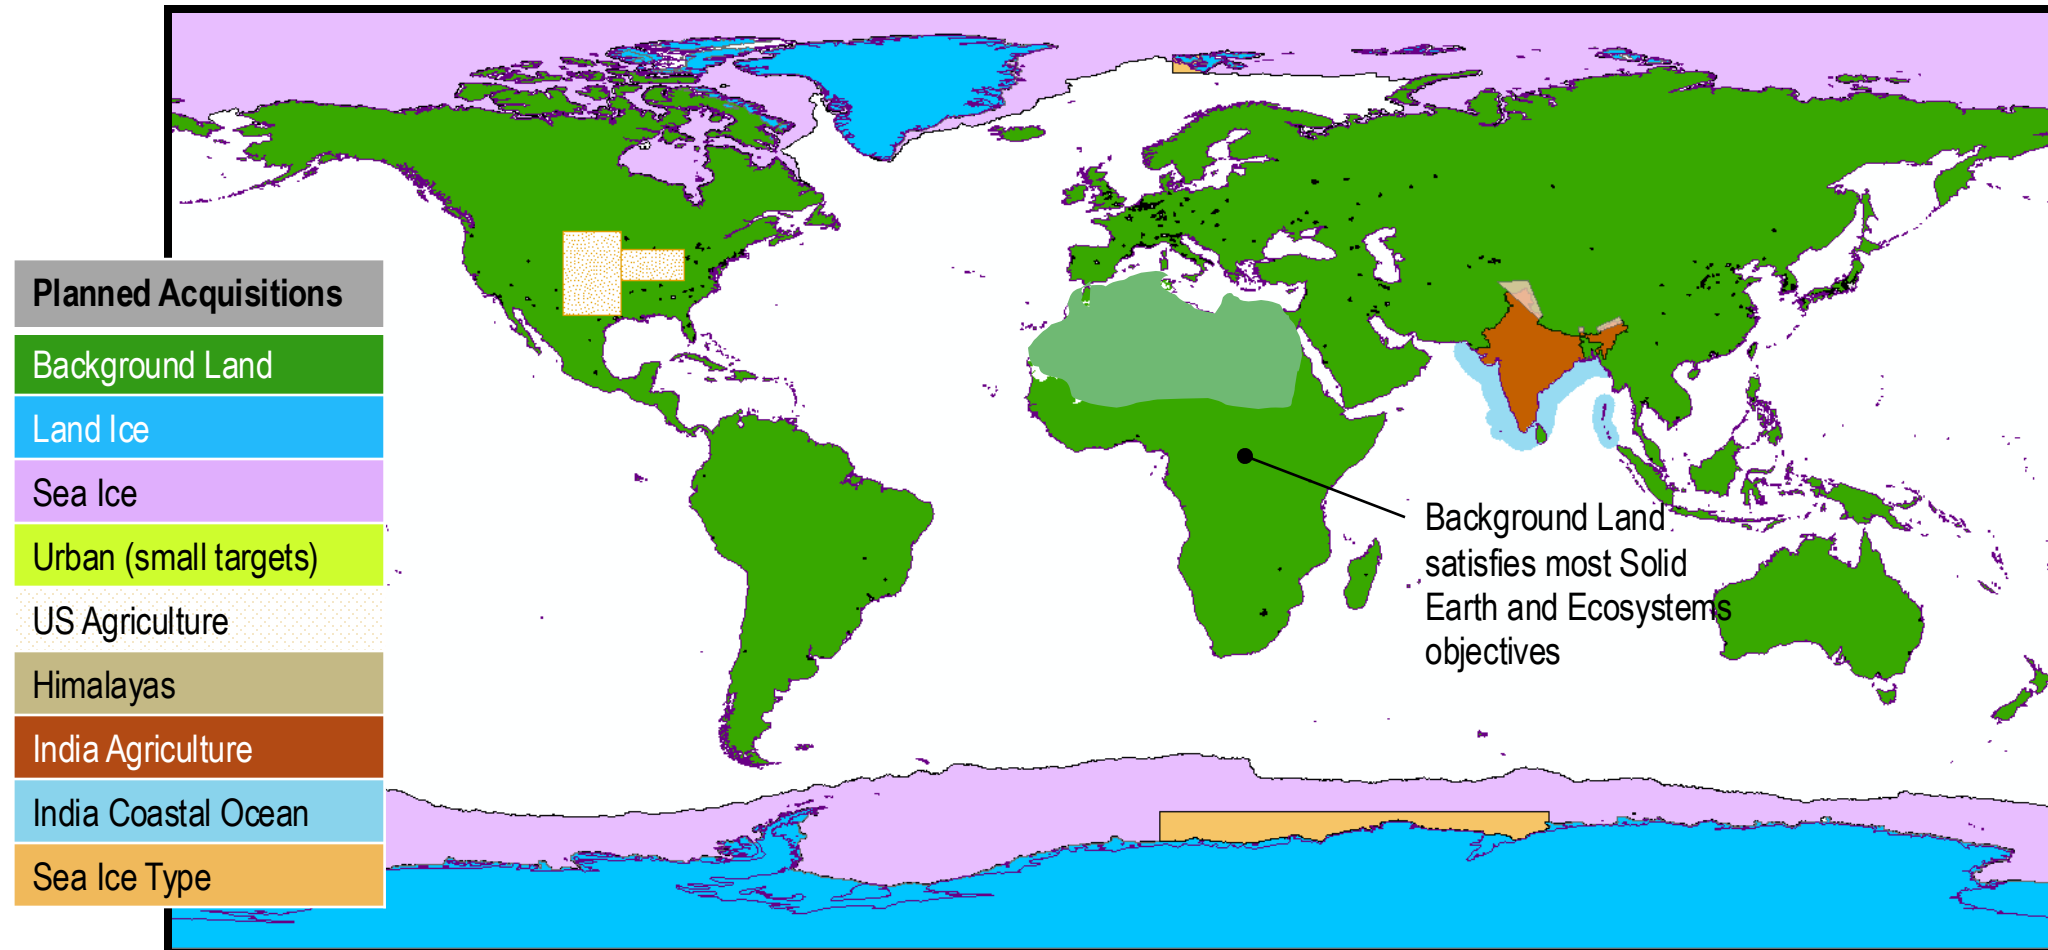 Planned Acquisitions
Background Land
Land Ice
Sea Ice
Urban (small targets)
US Agriculture
Himalayas
India Agriculture
India Coastal Ocean
Sea Ice Type
Background Land
satisfies most Solid
Earth and Ecosystems
objectives